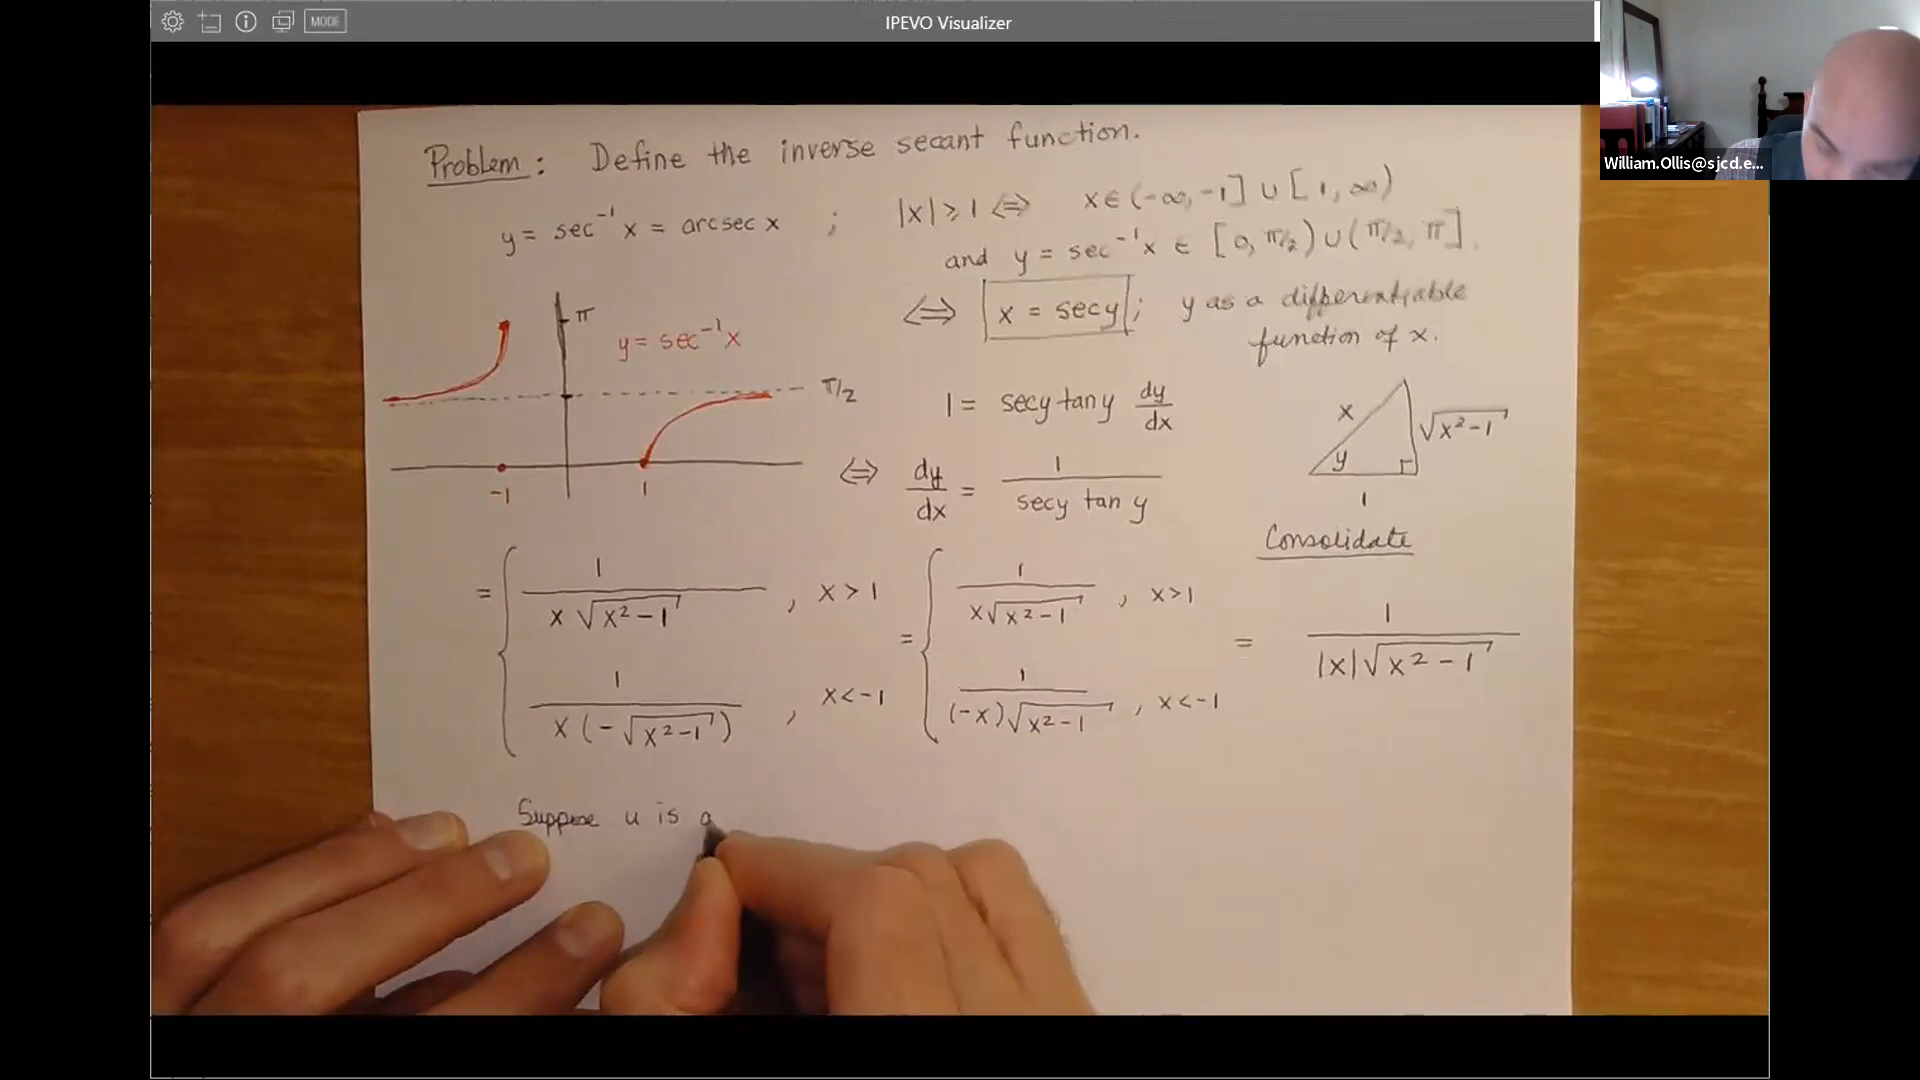 MODE
IPEVO Visualizer
William.Ollis@sjcd.e...
Problem: Define the inverse secant function.
y = sec⁻¹ x = arcsec x ; |x| ⩾ 1 ⇔ x ∈ (-∞, -1] ∪ [1, ∞)
and y = sec⁻¹x ∈ [0, π/2) ∪ (π/2, π].
⇔ x = sec y ; y as a differentiable
function of x.
π
y = sec⁻¹x
π/2
-1 1
1 = sec y tan y dy/dx
⇔ dy/dx = 1/(sec y tan y)
x √(x² - 1)
y
1
Consolidate
= { 1/(x √(x² - 1)) , x > 1 = { 1/(x√(x² - 1)) , x > 1 = 1/(|x|√(x² - 1))
1/(x (-√(x² - 1))) , x < -1 1/((-x)√(x² - 1)) , x < -1
Suppose u is a